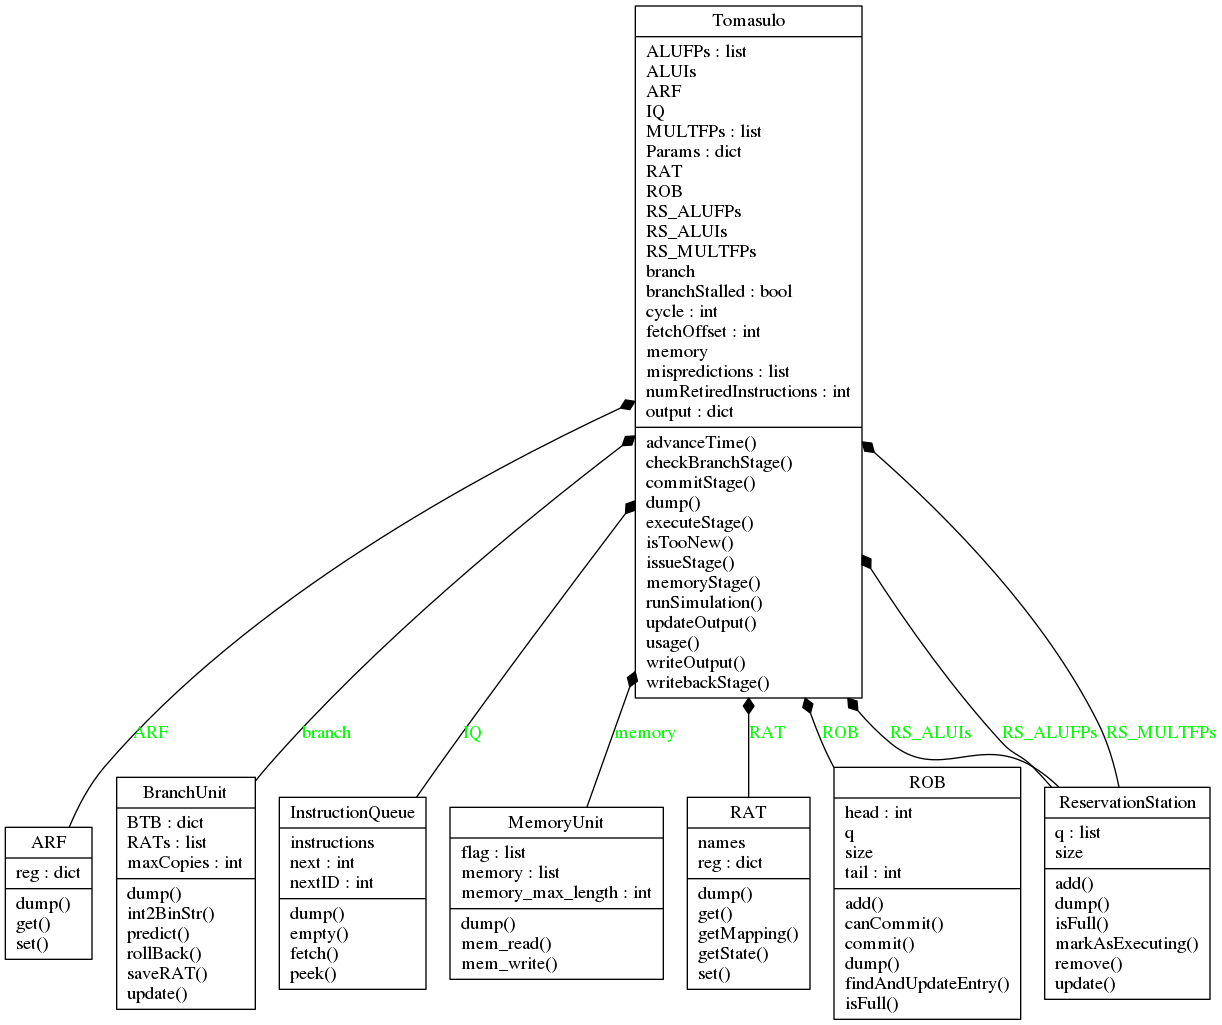 Tomasulo
ALUFPs : list
ALUIs
ARF
IQ
MULTFPs : list
Params : dict
RAT
ROB
RS_ALUFPs
RS_ALUIs
RS_MULTFPs
branch
branchStalled : bool
cycle : int
fetchOffset : int
memory
mispredictions : list
numRetiredInstructions : int
output : dict
advanceTime()
checkBranchStage()
commitStage()
dump()
executeStage()
isTooNew()
issueStage()
memoryStage()
runSimulation()
updateOutput()
usage()
writeOutput()
writebackStage()
ARF
branch
IQ
memory
RAT
ROB
RS_ALUIs
RS_ALUFPs
RS_MULTFPs
ARF
reg : dict
dump()
get()
set()
BranchUnit
BTB : dict
RATs : list
maxCopies : int
dump()
int2BinStr()
predict()
rollBack()
saveRAT()
update()
InstructionQueue
instructions
next : int
nextID : int
dump()
empty()
fetch()
peek()
MemoryUnit
flag : list
memory : list
memory_max_length : int
dump()
mem_read()
mem_write()
RAT
names
reg : dict
dump()
get()
getMapping()
getState()
set()
ROB
head : int
q
size
tail : int
add()
canCommit()
commit()
dump()
findAndUpdateEntry()
isFull()
ReservationStation
q : list
size
add()
dump()
isFull()
markAsExecuting()
remove()
update()